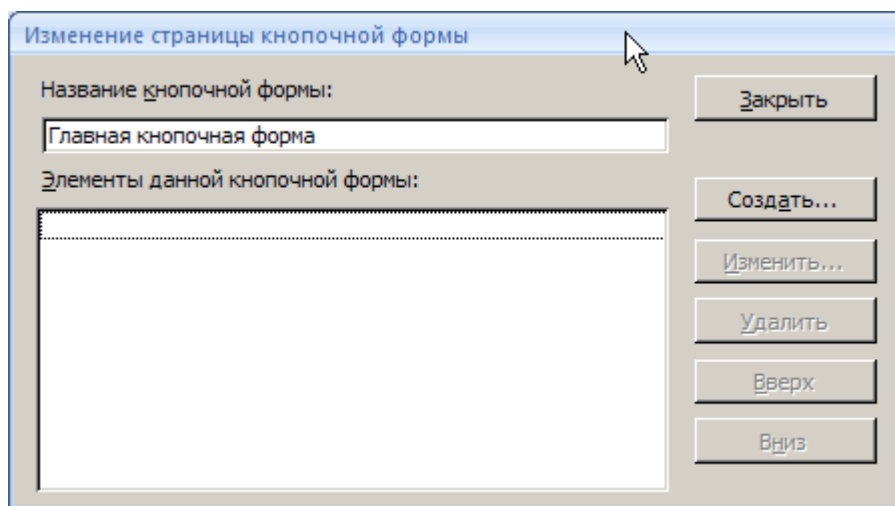 Изменение страницы кнопочной формы
Название кнопочной формы:
Закрыть
Главная кнопочная форма
Элементы данной кнопочной формы:
Создать...
Изменить...
Удалить
Вверх
Вниз